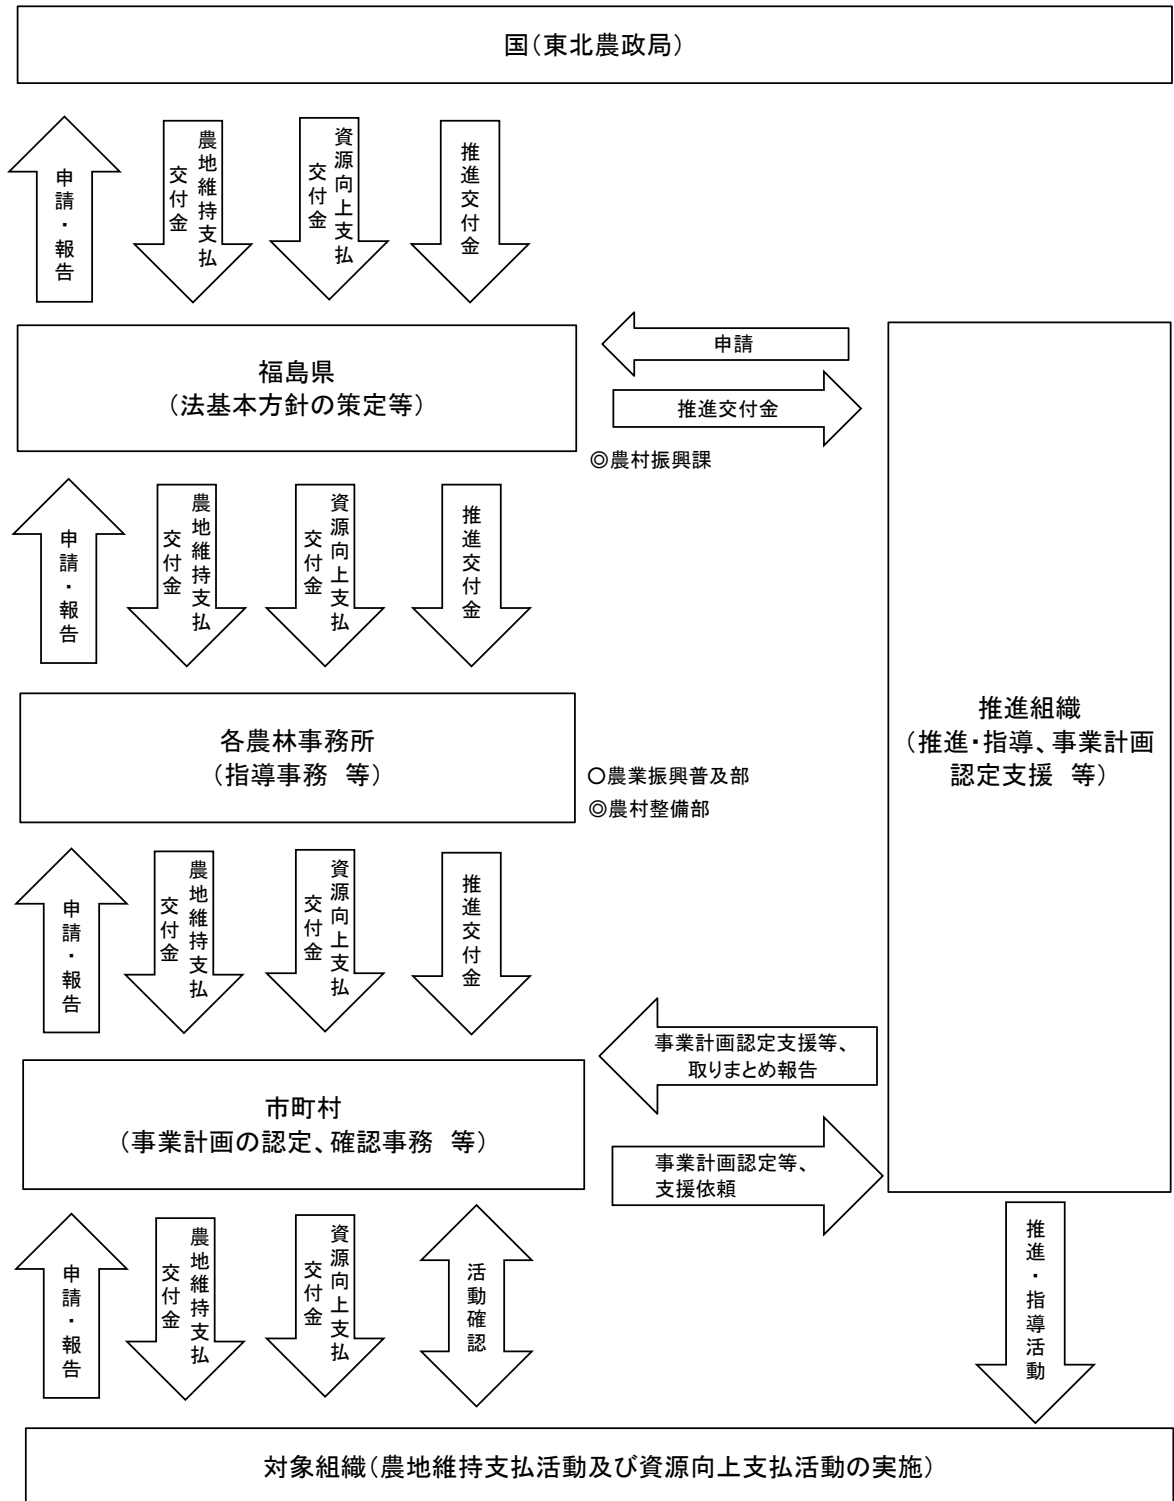 国（東北農政局）
申請・報告
農地維持支払
交付金
資源向上支払
交付金
推進交付金
福島県
（法基本方針の策定等）
申請
推進交付金
◎農村振興課
申請・報告
農地維持支払
交付金
資源向上支払
交付金
推進交付金
各農林事務所
（指導事務　等）
○農業振興普及部
◎農村整備部
推進組織
（推進・指導、事業計画
認定支援　等）
申請・報告
農地維持支払
交付金
資源向上支払
交付金
推進交付金
事業計画認定支援等、
取りまとめ報告
市町村
（事業計画の認定、確認事務　等）
事業計画認定等、
支援依頼
申請・報告
農地維持支払
交付金
資源向上支払
交付金
活動確認
推進・指導活動
対象組織（農地維持支払活動及び資源向上支払活動の実施）